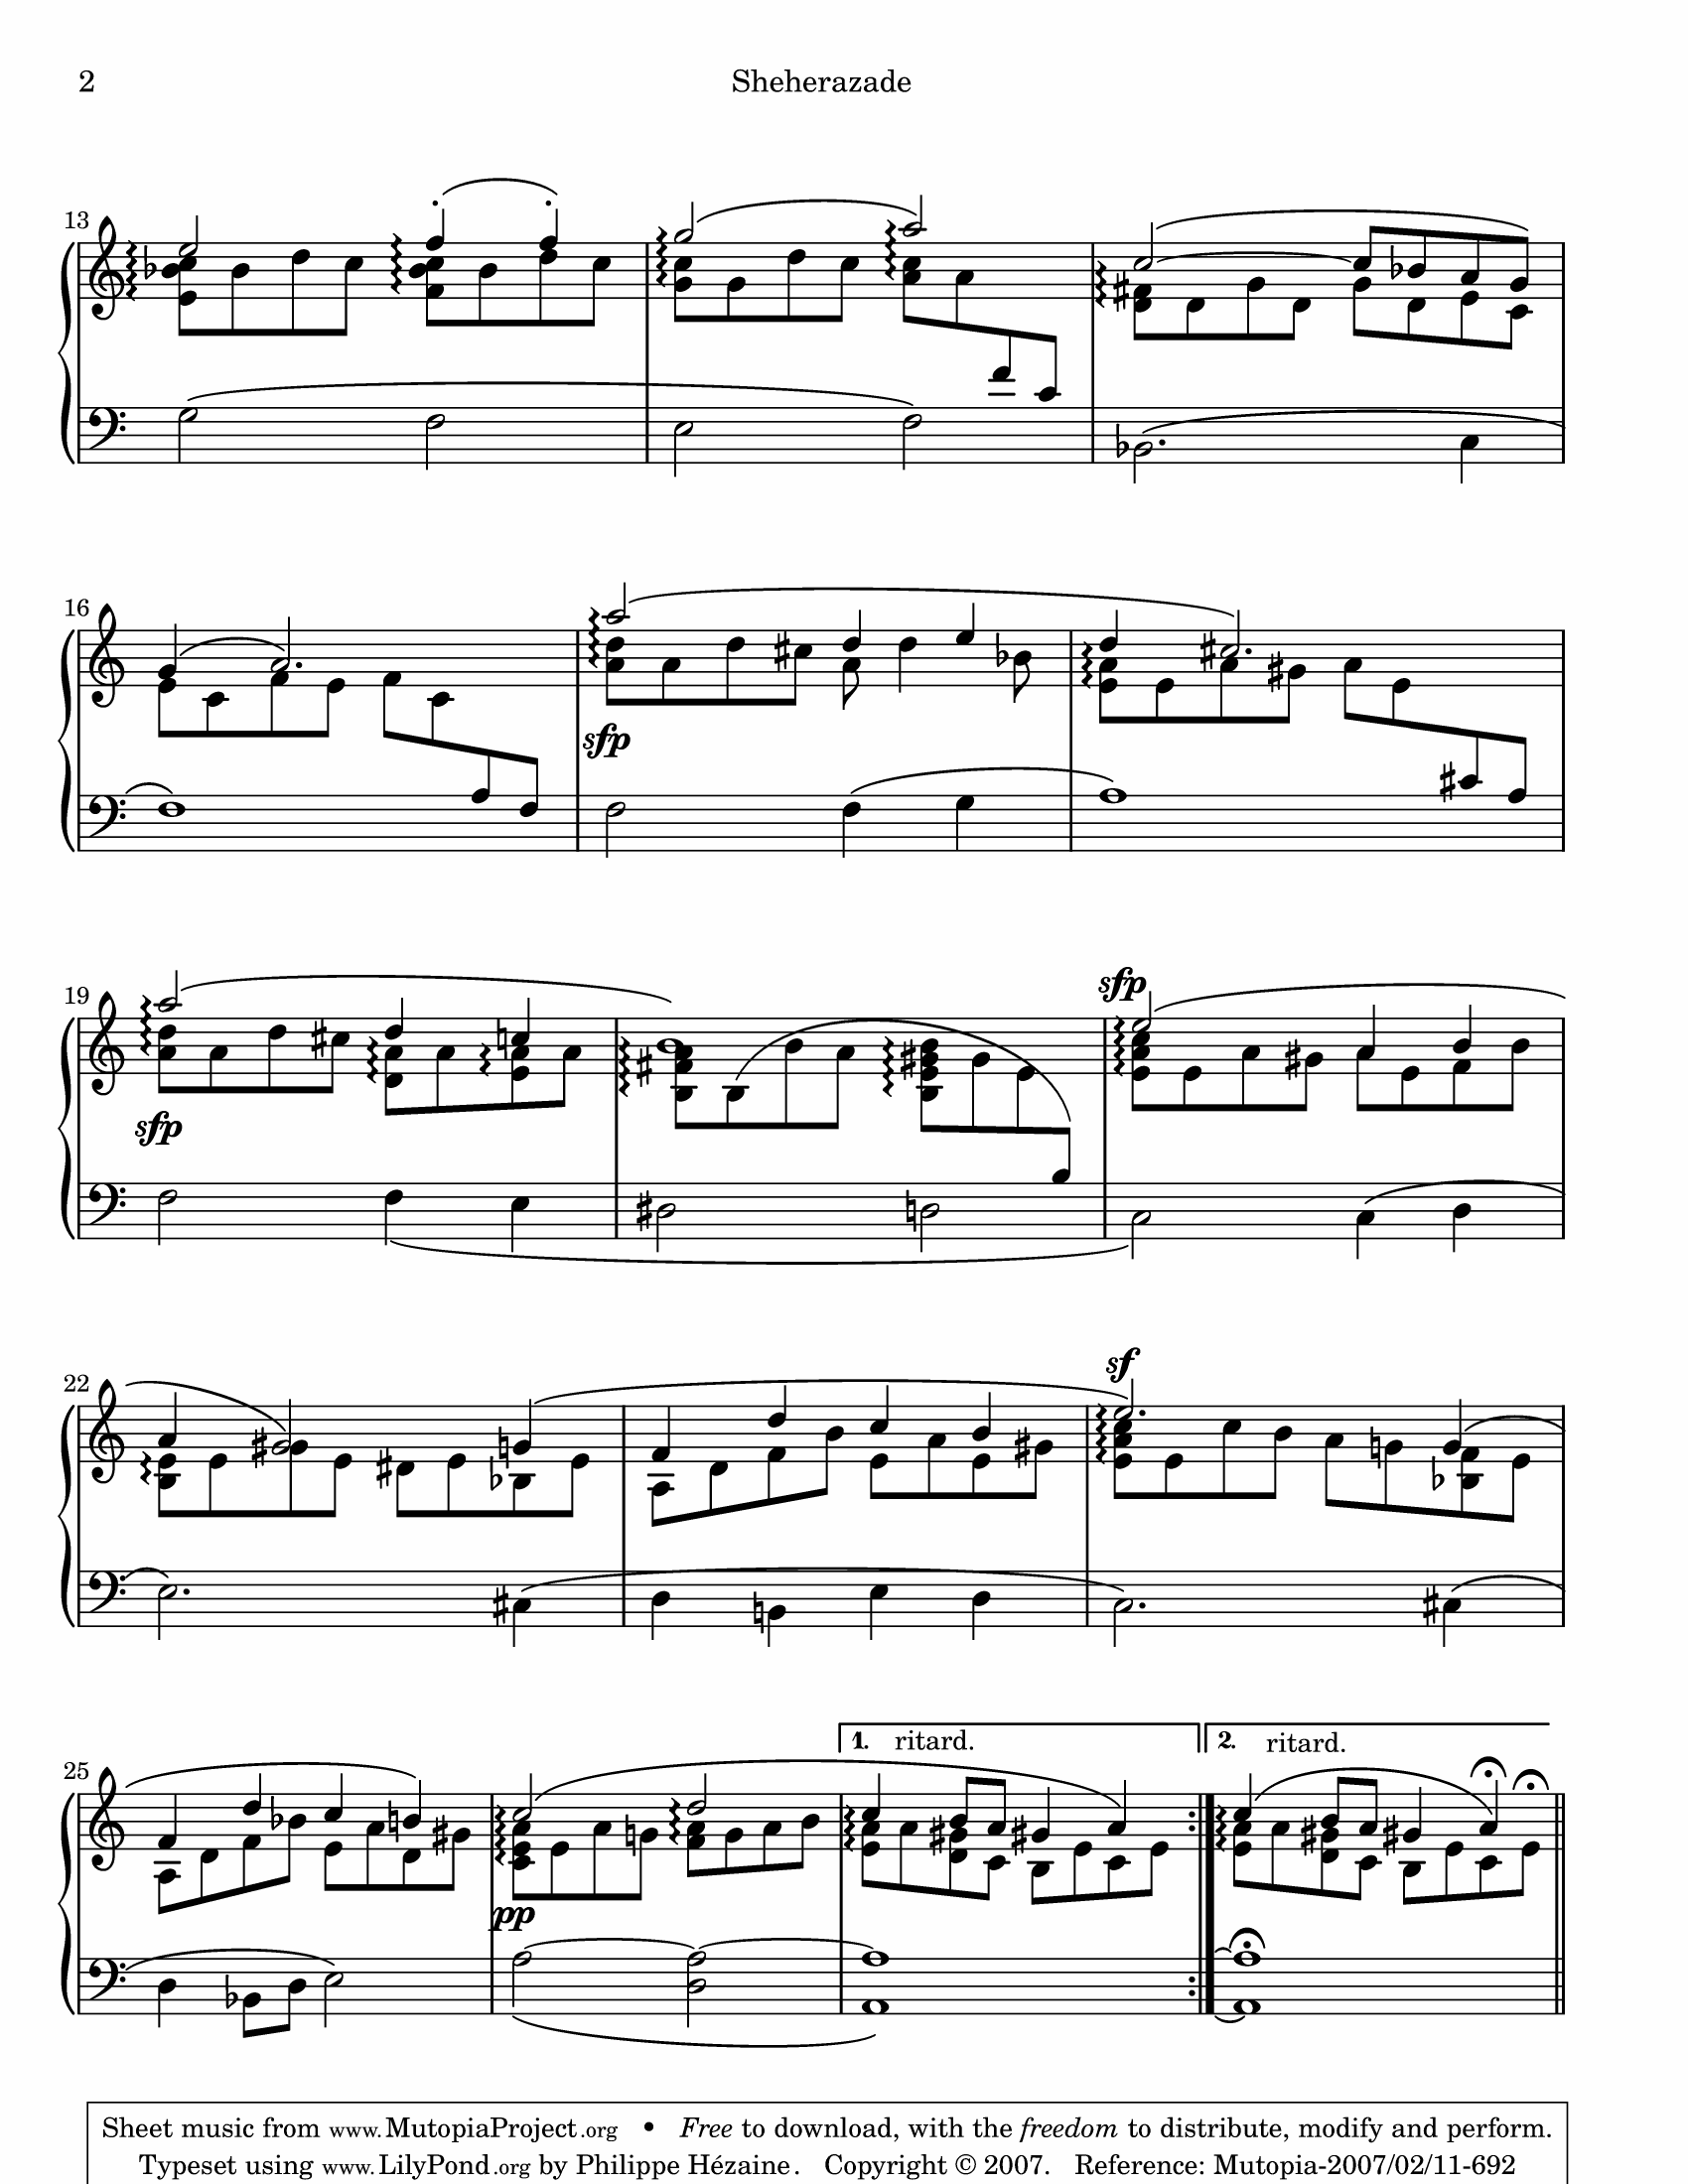 2 Sheherazade
13
16
sfp
19
sfp
sfp
22
sf
25
1. ritard. 2. ritard.
pp
Sheet music from www.MutopiaProject.org • Free to download, with the freedom to distribute, modify and perform.
Typeset using www.LilyPond.org by Philippe Hézaine. Copyright © 2007. Reference: Mutopia-2007/02/11-692